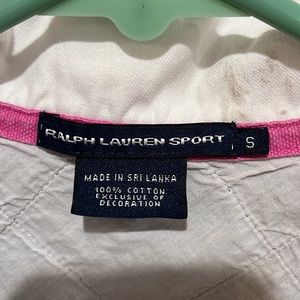 RALPH LAUREN SPORT
S
MADE IN SRI LANKA
100% COTTON
EXCLUSIVE OF
DECORATION